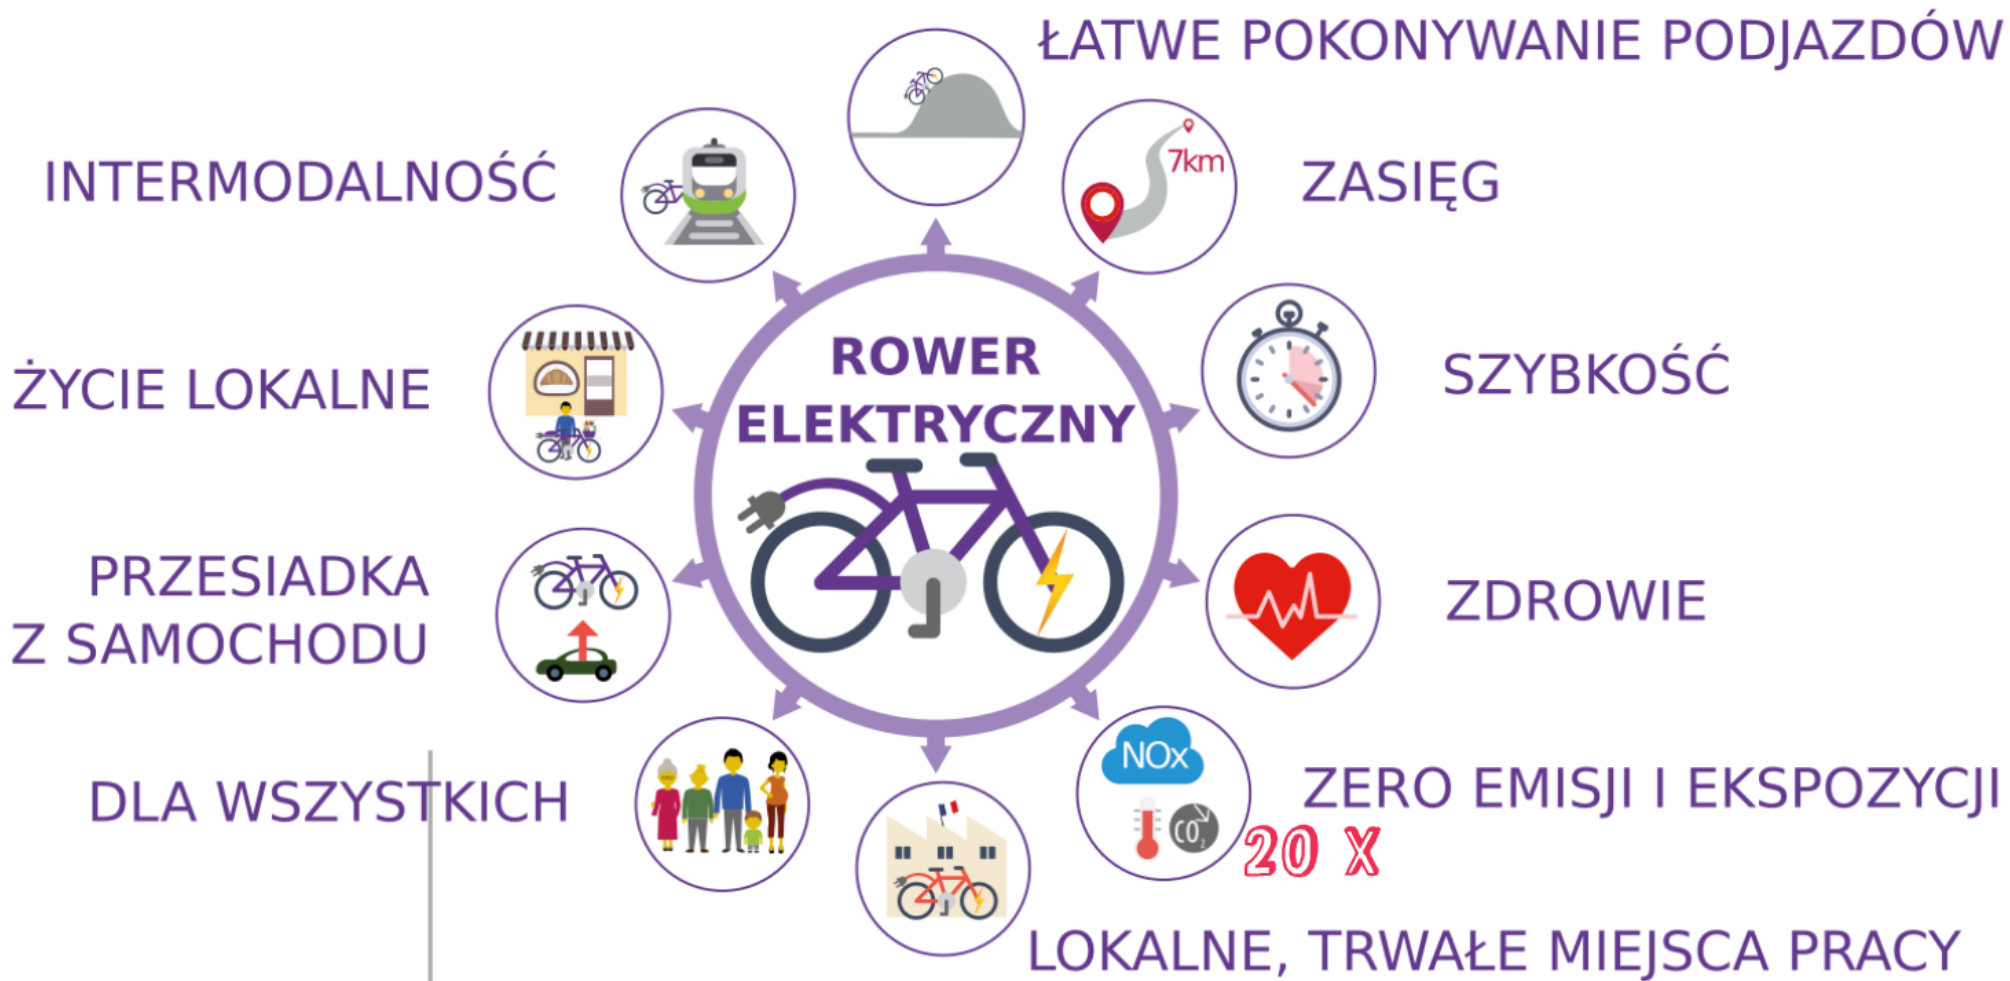 ŁATWE POKONYWANIE PODJAZDÓW
7km
ZASIĘG
INTERMODALNOŚĆ
SZYBKOŚĆ
ŻYCIE LOKALNE
ROWER
ELEKTRYCZNY
ZDROWIE
PRZESIADKA
Z SAMOCHODU
NOx
CO2
ZERO EMISJI I EKSPOZYCJI
20 X
DLA WSZYSTKICH
LOKALNE, TRWAŁE MIEJSCA PRACY